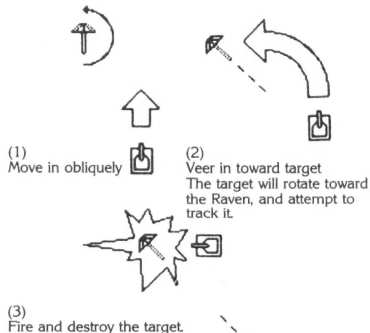 (1)
Move in obliquely
(2)
Veer in toward target
The target will rotate toward
the Raven, and attempt to
track it.
(3)
Fire and destroy the target.